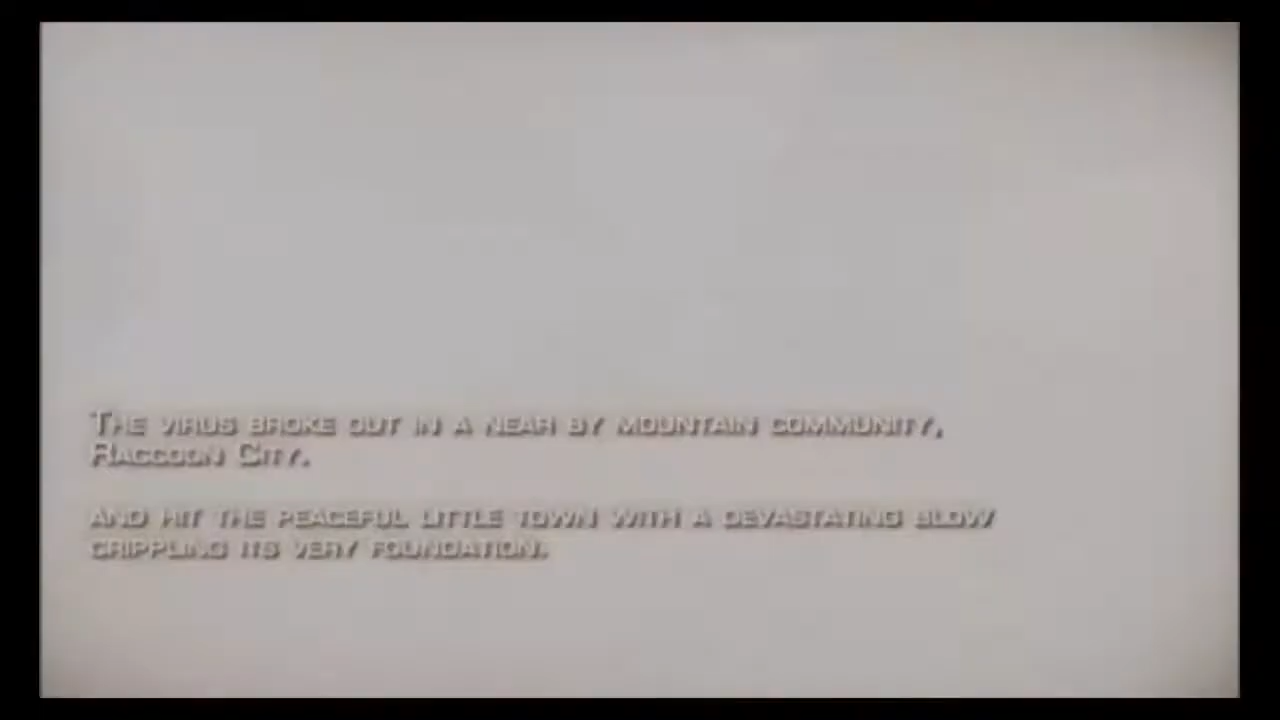 The virus broke out in a near by mountain community,
Raccoon City.
and hit the peaceful little town with a devastating blow
crippling its very foundation.